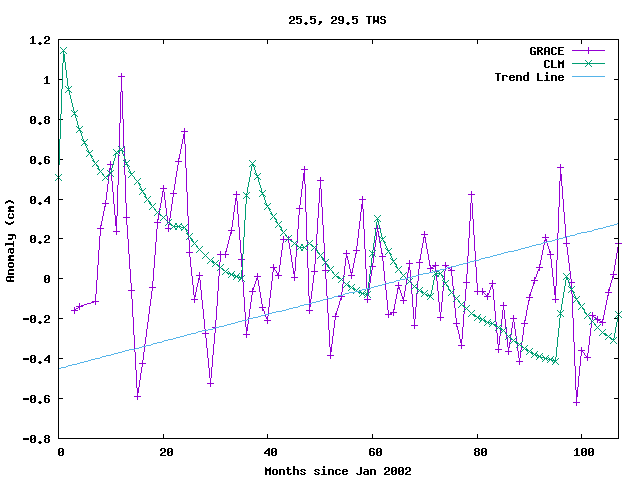 25.5, 29.5 TWS
GRACE
CLM
Trend Line
Anomaly (cm)
1.2
1
0.8
0.6
0.4
0.2
0
-0.2
-0.4
-0.6
-0.8
0 20 40 60 80 100
Months since Jan 2002